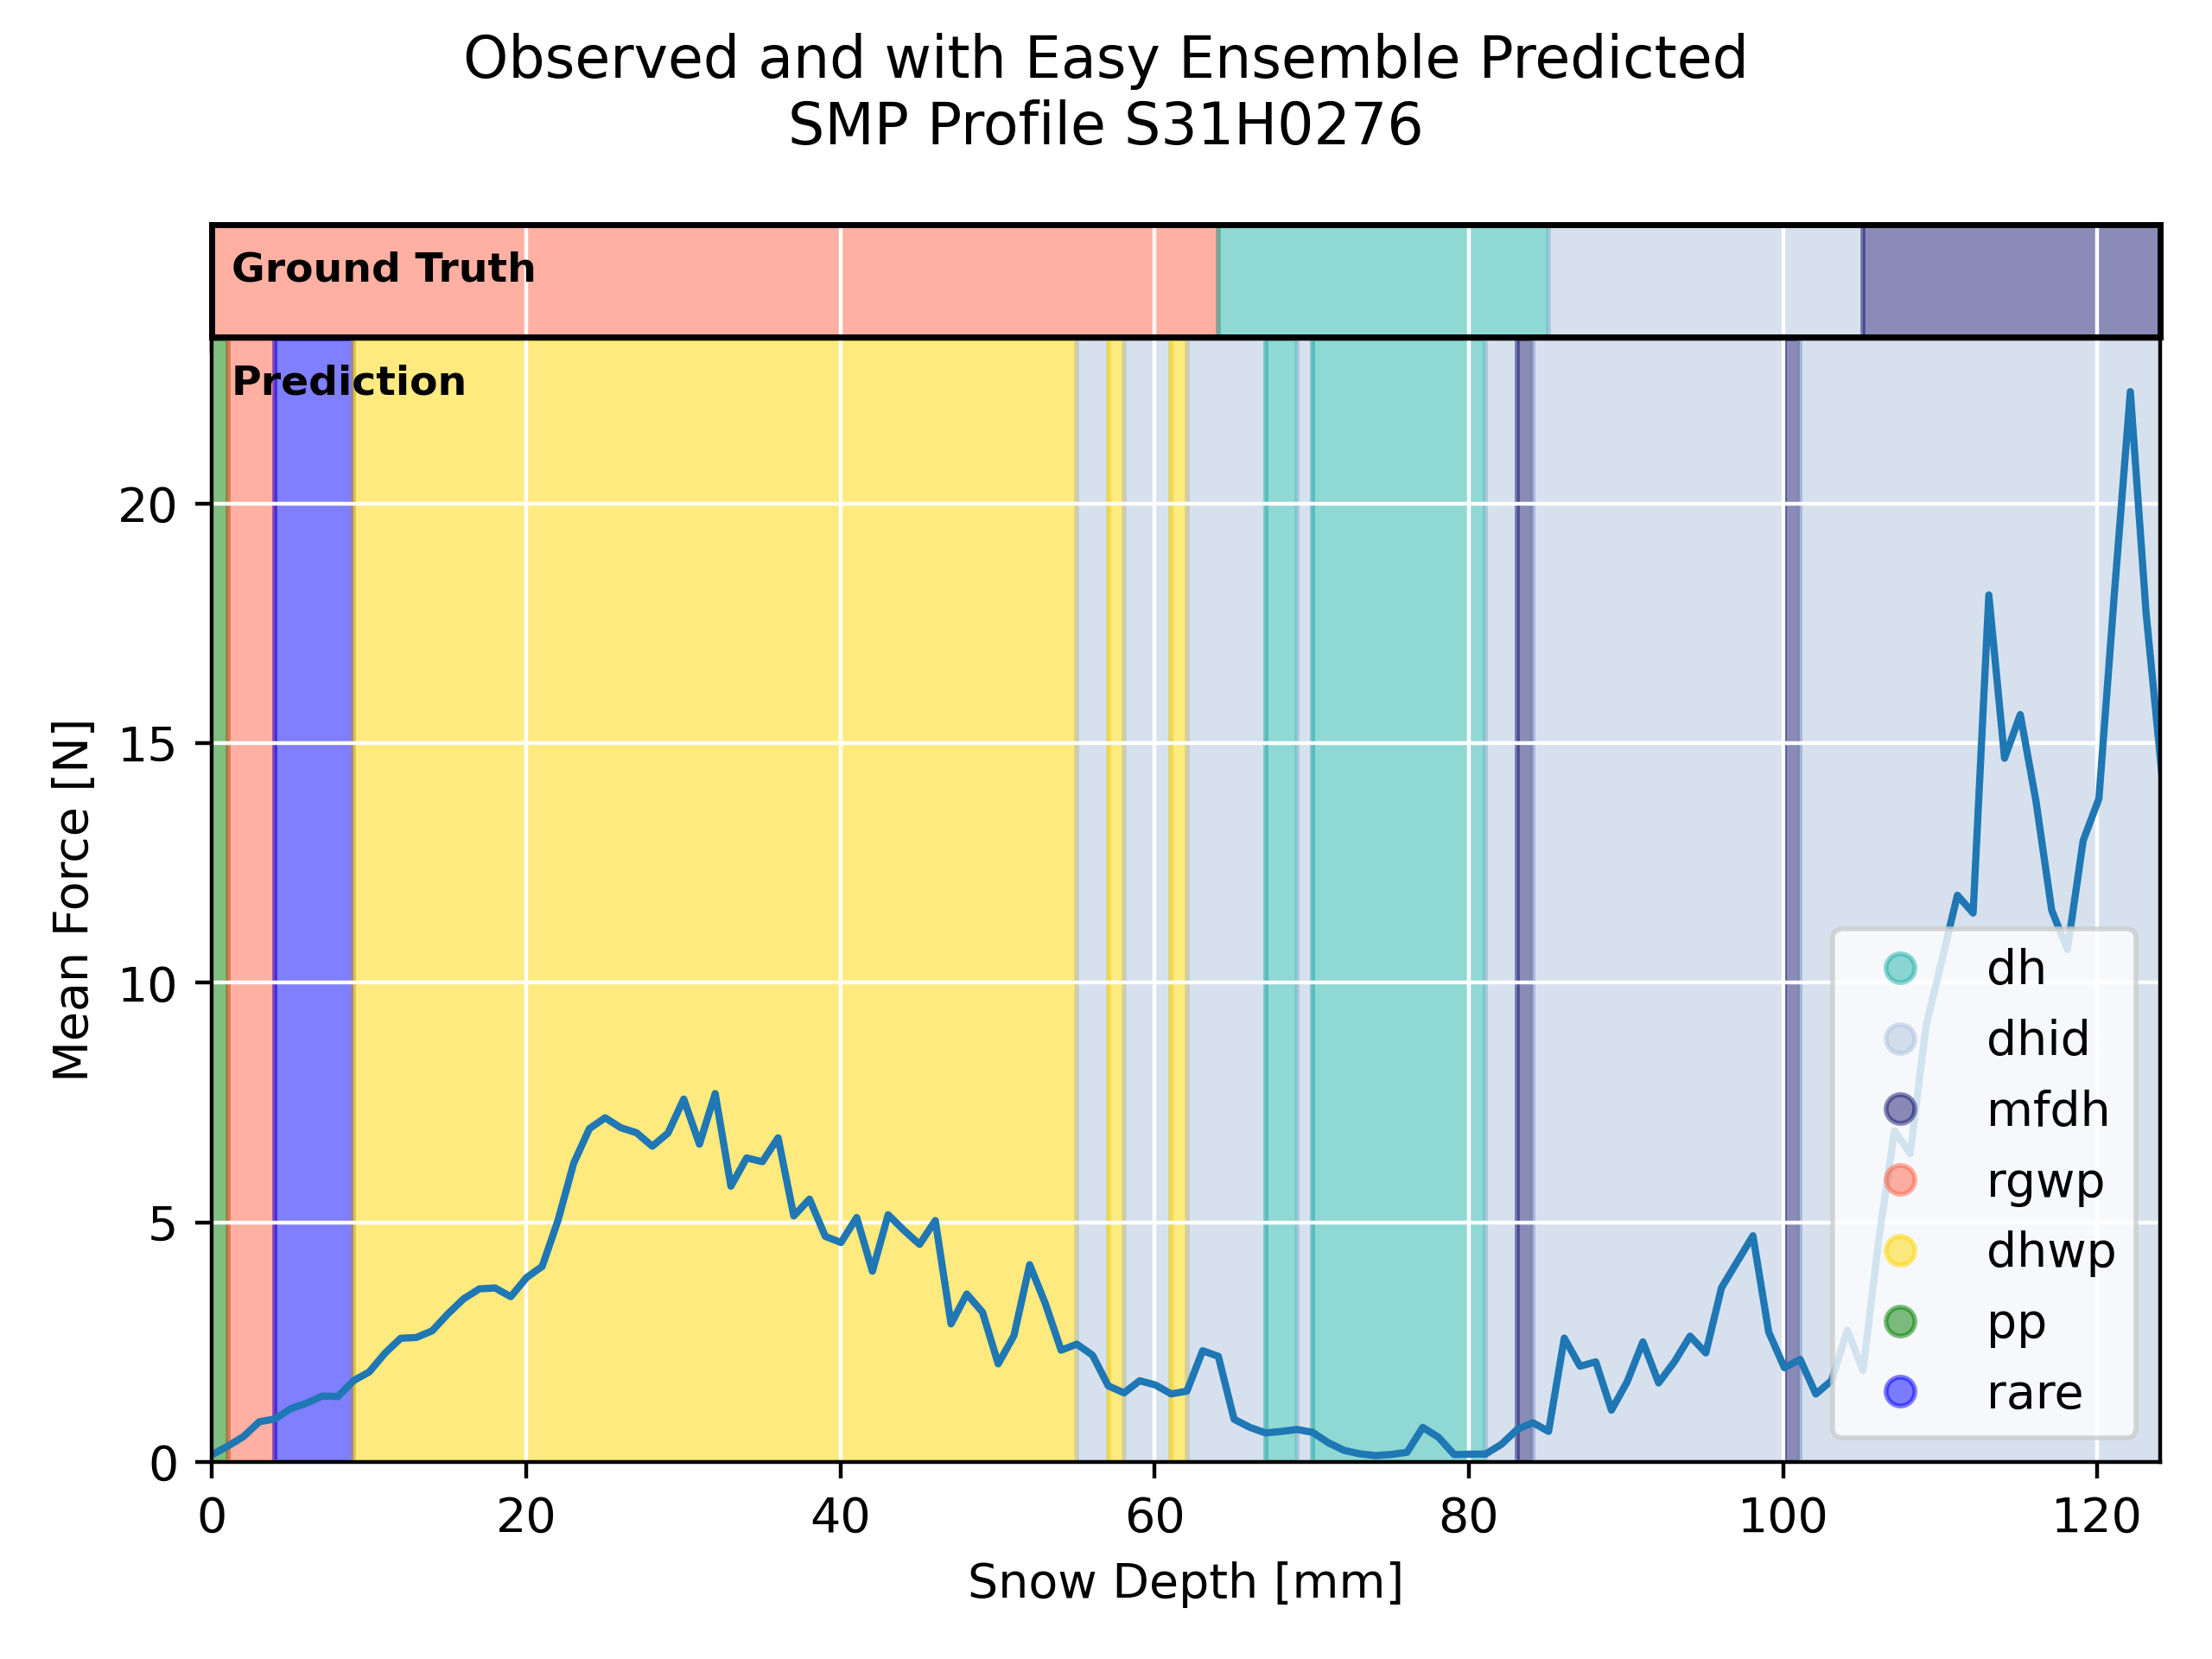 Observed and with Easy Ensemble Predicted
SMP Profile S31H0276
Ground Truth
Prediction
20
15
10
5
0
Mean Force [N]
dh
dhid
mfdh
rgwp
dhwp
pp
rare
0 20 40 60 80 100 120
Snow Depth [mm]